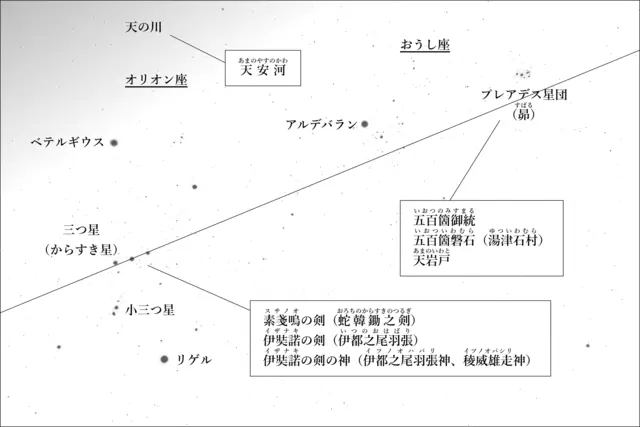 天の川
あまのやすのかわ
天安河
おうし座
オリオン座
プレアデス星団
すばる
（昴）
アルデバラン
ベテルギウス
いおつのみすまる
五百箇御統
いおついわむら ゆついわむら
五百箇磐石（湯津石村）
あまのいわと
天岩戸
三つ星
（からすき星）
小三つ星
リゲル
スサノオ おろちのからすきのつるぎ
素戔嗚の剣（蛇韓鋤之剣）
イザナキ いつのおはばり
伊奘諾の剣（伊都之尾羽張）
イザナキ イツノオハバリ イツノオバシリ
伊奘諾の剣の神（伊都之尾羽張神、稜威雄走神）